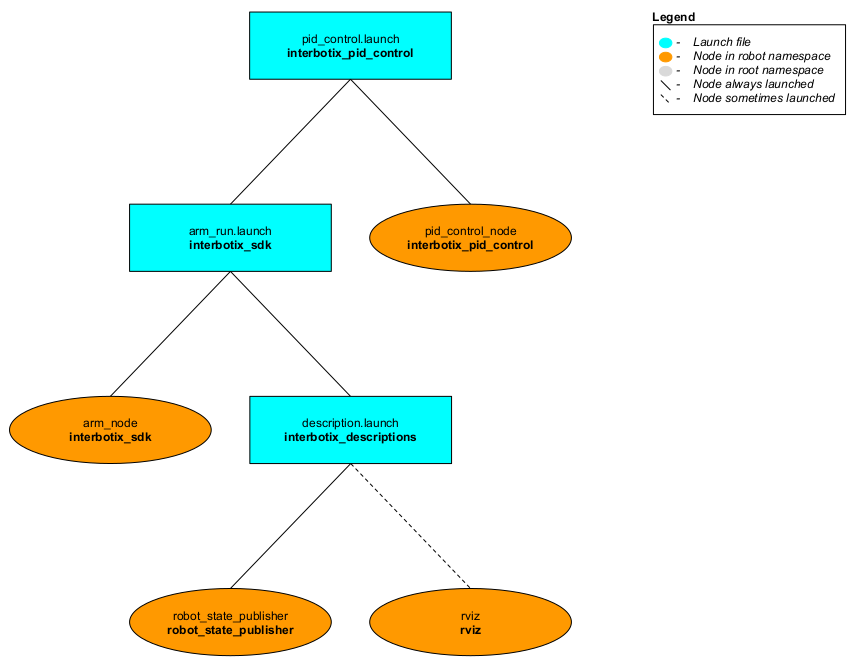 pid_control.launch
interbotix_pid_control
Legend
- Launch file
- Node in robot namespace
- Node in root namespace
- Node always launched
- Node sometimes launched
arm_run.launch
interbotix_sdk
pid_control_node
interbotix_pid_control
arm_node
interbotix_sdk
description.launch
interbotix_descriptions
robot_state_publisher
robot_state_publisher
rviz
rviz